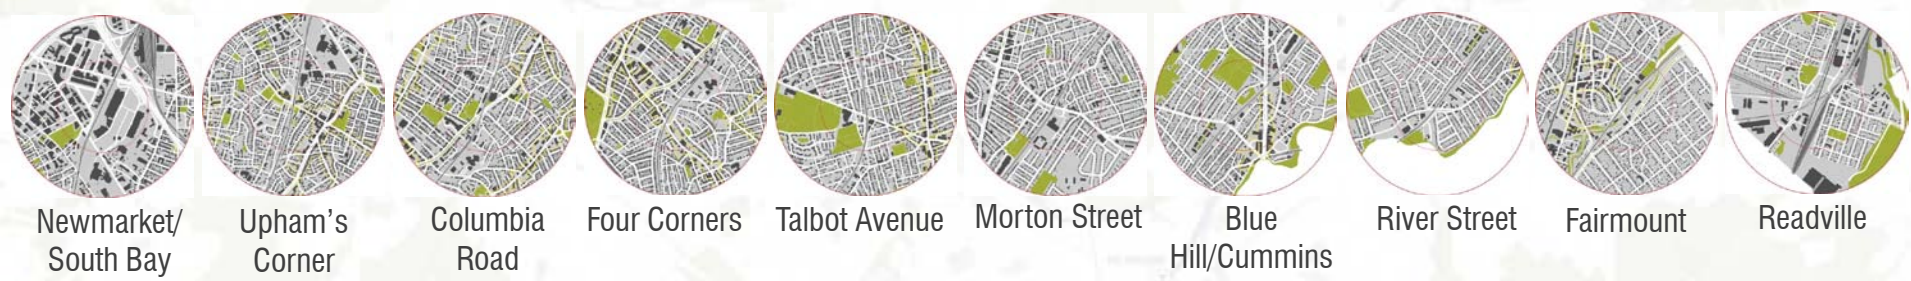 Newmarket/
South Bay
Upham's
Corner
Columbia
Road
Four Corners
Talbot Avenue
Morton Street
Blue
Hill/Cummins
River Street
Fairmount
Readville